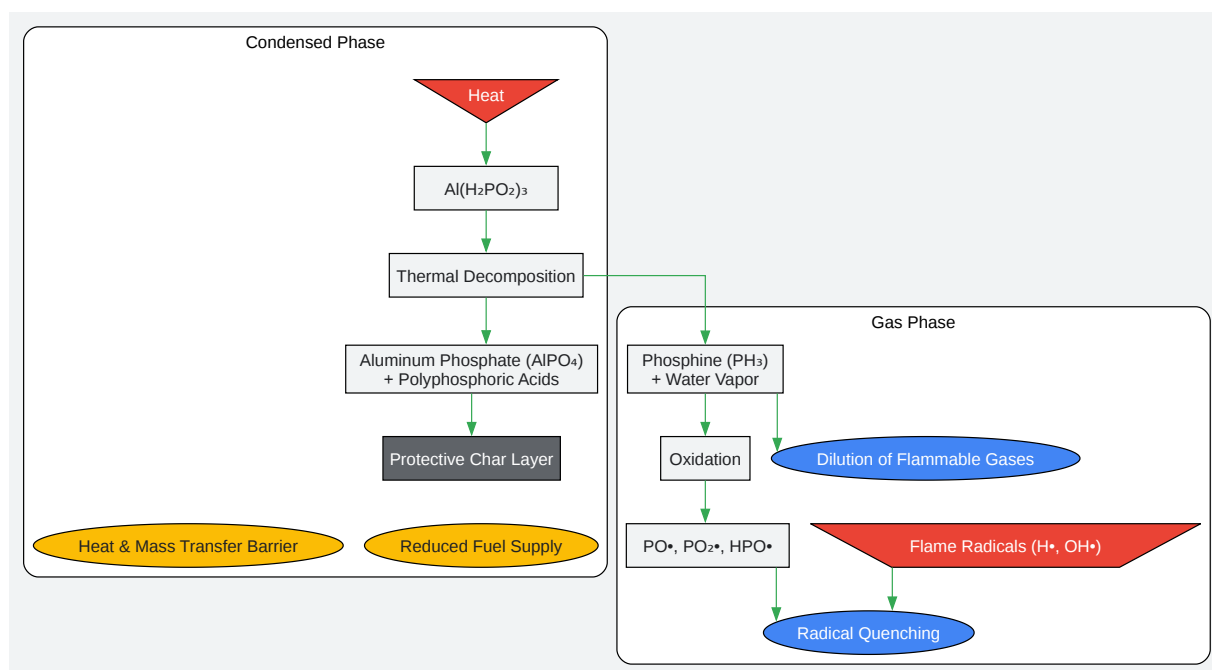 Condensed Phase
Heat
Al(H₂PO₂)₃
Thermal Decomposition
Aluminum Phosphate (AlPO₄)
+ Polyphosphoric Acids
Protective Char Layer
Heat & Mass Transfer Barrier
Reduced Fuel Supply
Gas Phase
Phosphine (PH₃)
+ Water Vapor
Oxidation
Dilution of Flammable Gases
PO•, PO₂•, HPO•
Flame Radicals (H•, OH•)
Radical Quenching